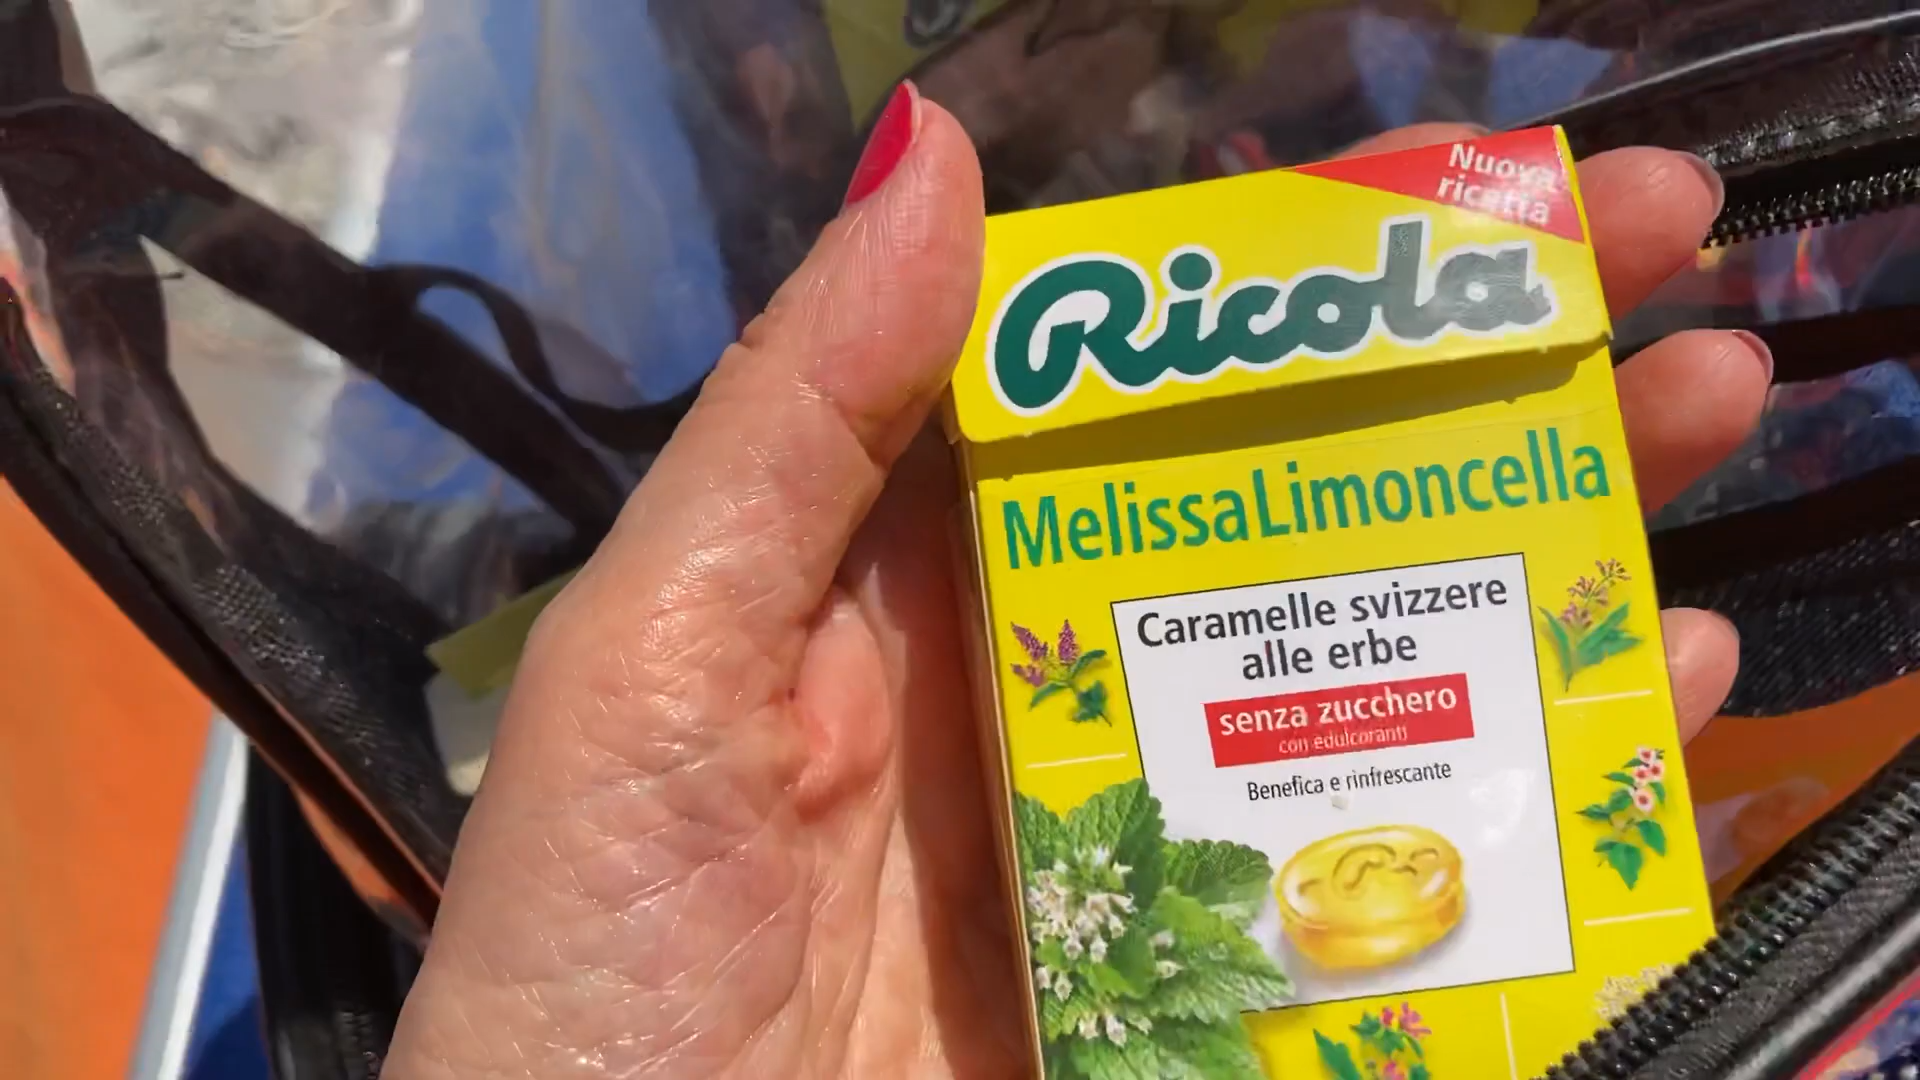 Nuova
ricetta
Ricola
MelissaLimoncella
Caramelle svizzere
alle erbe
senza zucchero
con edulcoranti
Benefica e rinfrescante